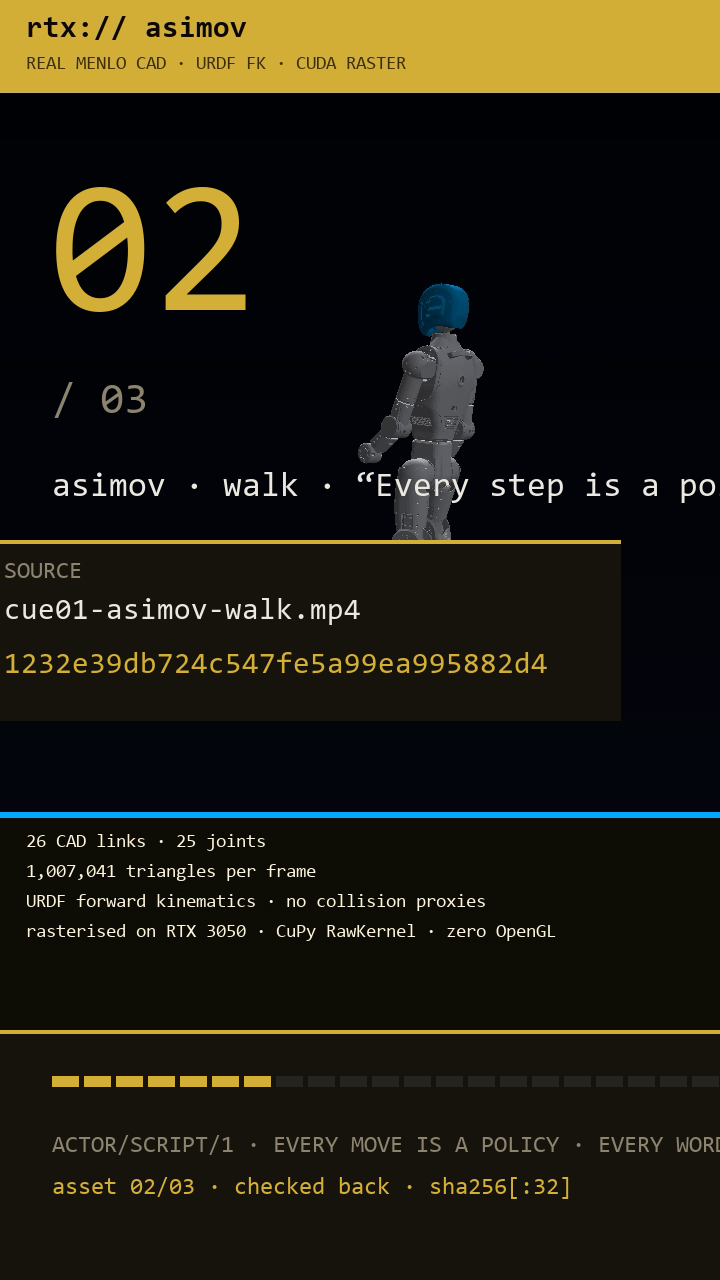 rtx:// asimov
REAL MENLO CAD · URDF FK · CUDA RASTER
02
/ 03
asimov · walk · “Every step is a po
SOURCE
cue01-asimov-walk.mp4
1232e39db724c547fe5a99ea995882d4
26 CAD links · 25 joints
1,007,041 triangles per frame
URDF forward kinematics · no collision proxies
rasterised on RTX 3050 · CuPy RawKernel · zero OpenGL
ACTOR/SCRIPT/1 · EVERY MOVE IS A POLICY · EVERY WORD
asset 02/03 · checked back · sha256[:32]